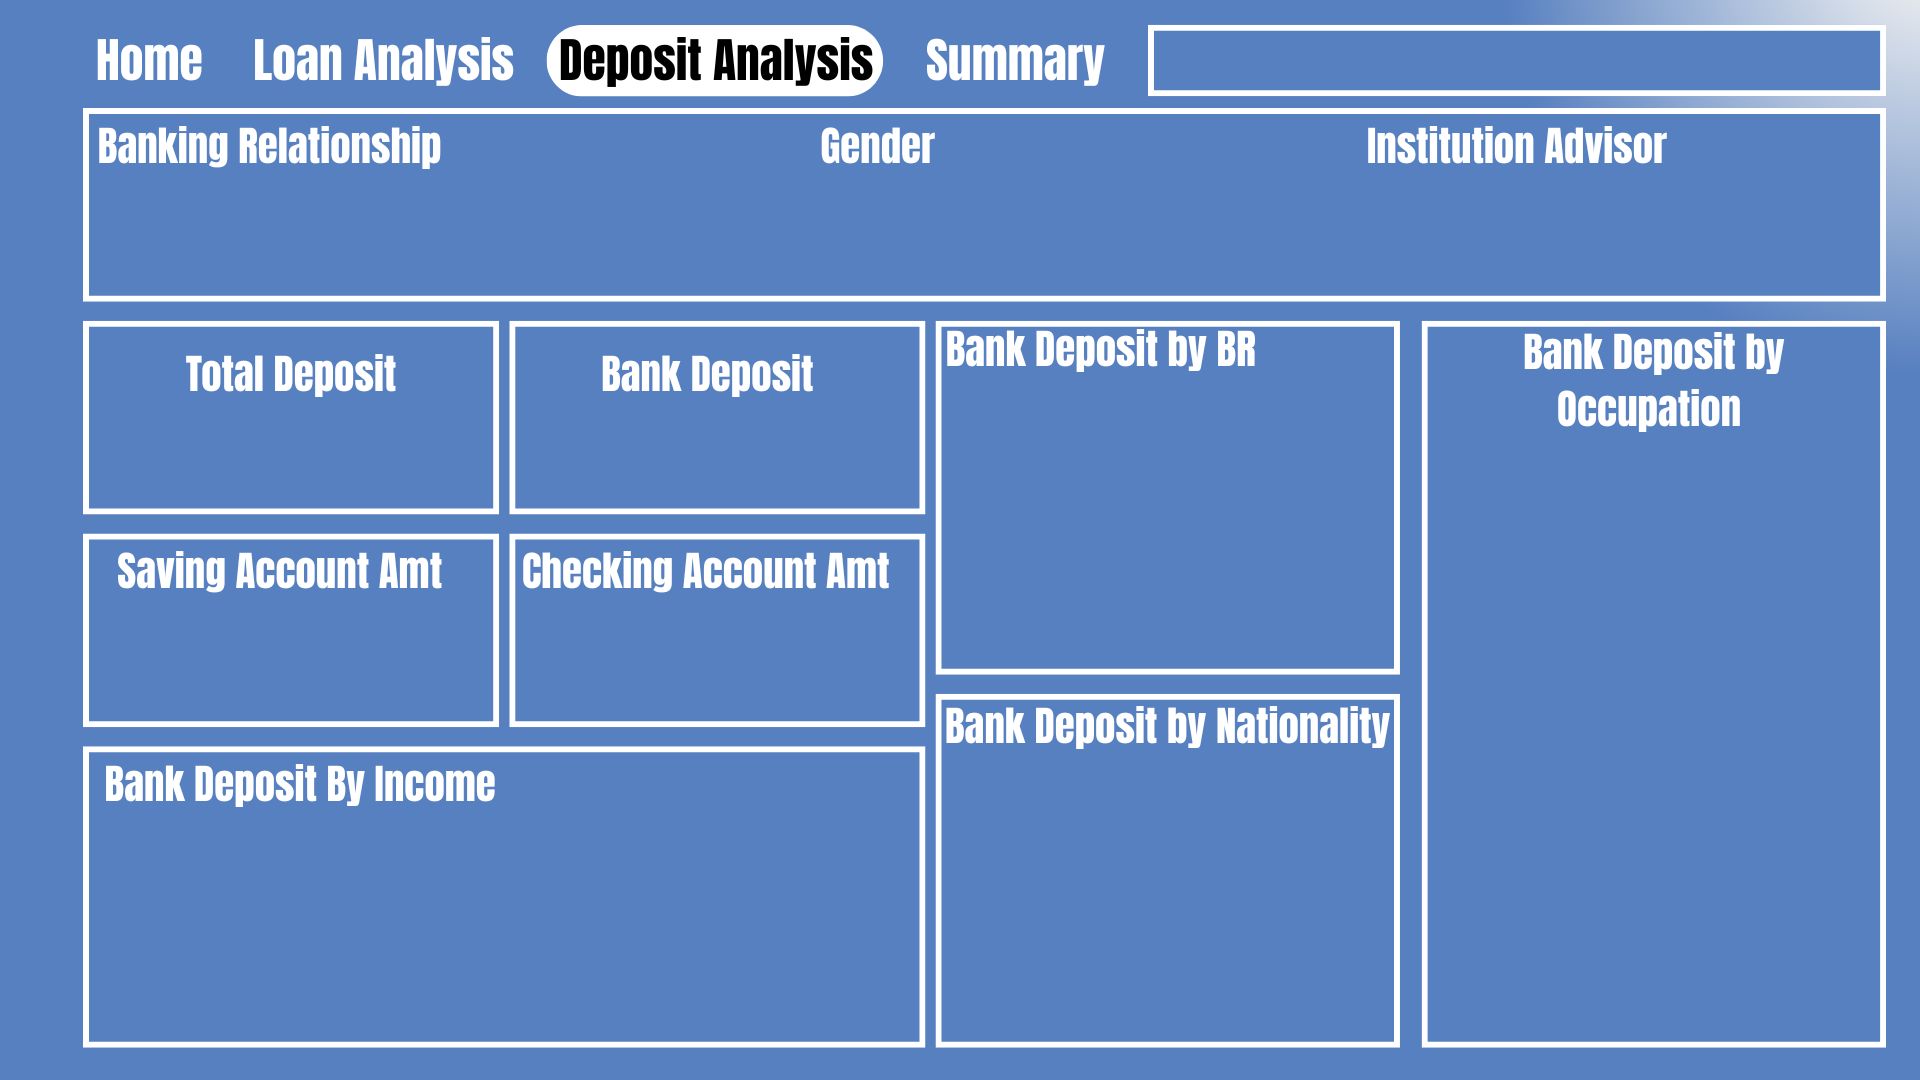 Home Loan Analysis Deposit Analysis Summary
Banking Relationship Gender Institution Advisor
Total Deposit
Bank Deposit
Bank Deposit by BR
Bank Deposit by
Occupation
Saving Account Amt
Checking Account Amt
Bank Deposit by Nationality
Bank Deposit By Income